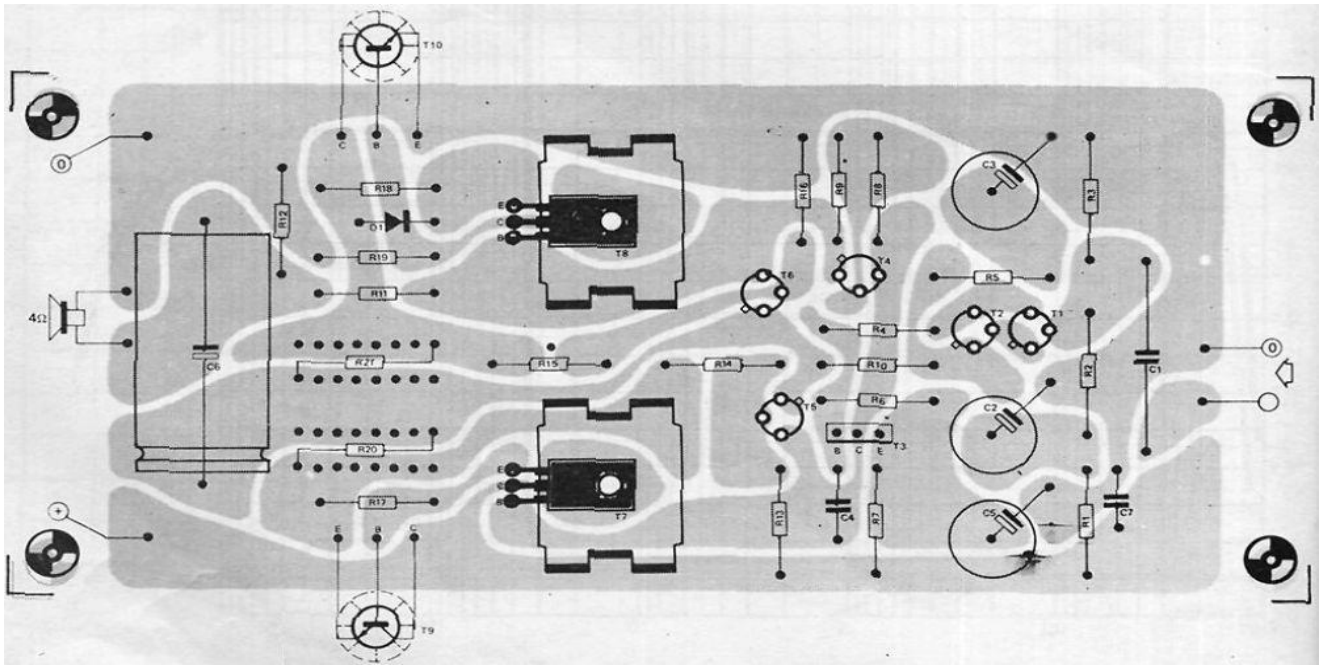 T10
C B E
0
C3
R18
R16
R9
R8
R3
R12
D1
E
C
B
T8
R19
T6
T4
R5
R11
4Ω
T2
T1
R4
0
C6
R21
R15
R14
R10
R2
C1
R6
C2
T5
T3
B C E
R20
E
C
B
R17
T7
R13
C4
R7
C5
R1
C7
+
E B C
T9